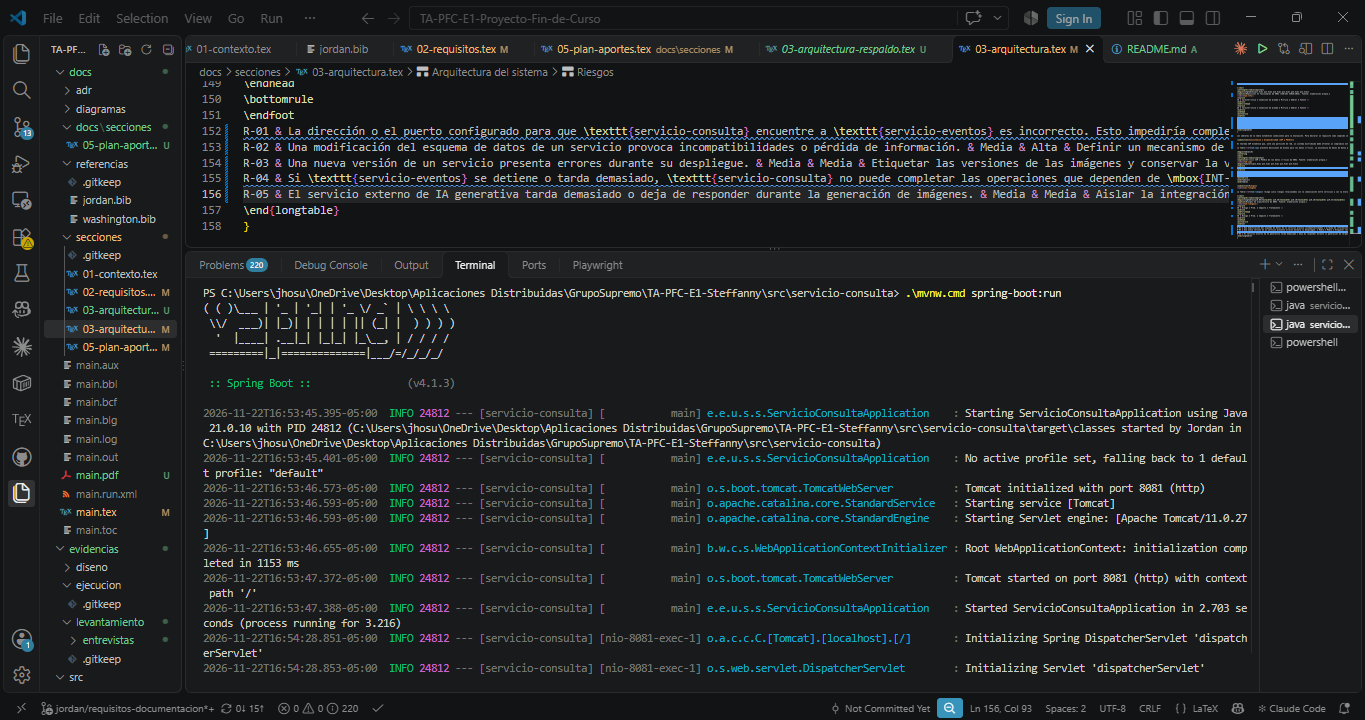 File Edit Selection View Go Run ··· TA-PFC-E1-Proyecto-Fin-de-Curso Sign In
TA-PF...
docs
adr
diagramas
docs\secciones
05-plan-aport... U
referencias
.gitkeep
jordan.bib
washington.bib
secciones
.gitkeep
01-contexto.tex
02-requisitos.... M
03-arquitectur... U
03-arquitectu... M
05-plan-aport... M
main.aux
main.bbl
main.bcf
main.blg
main.log
main.out
main.pdf U
main.run.xml
main.tex M
main.toc
evidencias
diseno
ejecucion
.gitkeep
levantamiento
entrevistas
.gitkeep
src
01-contexto.tex jordan.bib 02-requisitos.tex M 05-plan-aportes.tex docs\secciones M 03-arquitectura-respaldo.tex U 03-arquitectura.tex M README.md A
docs > secciones > 03-arquitectura.tex > Arquitectura del sistema > Riesgos
149 \endhead
150 \bottomrule
151 \endfoot
152 R-01 & La dirección o el puerto configurado para que \texttt{servicio-consulta} encuentre a \texttt{servicio-eventos} es incorrecto. Esto impediría comple
153 R-02 & Una modificación del esquema de datos de un servicio provoca incompatibilidades o pérdida de información. & Media & Alta & Definir un mecanismo de
154 R-03 & Una nueva versión de un servicio presenta errores durante su despliegue. & Media & Media & Etiquetar las versiones de las imágenes y conservar la v
155 R-04 & Si \texttt{servicio-eventos} se detiene o tarda demasiado, \texttt{servicio-consulta} no puede completar las operaciones que dependen de \mbox{INT-
156 R-05 & El servicio externo de IA generativa tarda demasiado o deja de responder durante la generación de imágenes. & Media & Media & Aislar la integración
157 \end{longtable}
158 }
Problems 220 Debug Console Output Terminal Ports Playwright
PS C:\Users\jhosu\OneDrive\Desktop\Aplicaciones Distribuidas\GrupoSupremo\TA-PFC-E1-Steffanny\src\servicio-consulta> .\mvnw.cmd spring-boot:run
( ( )\___ | '_ | '_| | '_ \/ _` | \ \ \ \
 \\/  ___)| |_)| | | | | || (_| |  ) ) ) )
  '  |____| .__|_| |_|_| |_\__, | / / / /
 =========|_|==============|___/=/_/_/_/
:: Spring Boot :: (v4.1.3)
2026-11-22T16:53:45.395-05:00 INFO 24812 --- [servicio-consulta] [ main] e.e.u.s.s.ServicioConsultaApplication : Starting ServicioConsultaApplication using Java
21.0.10 with PID 24812 (C:\Users\jhosu\OneDrive\Desktop\Aplicaciones Distribuidas\GrupoSupremo\TA-PFC-E1-Steffanny\src\servicio-consulta\target\classes started by Jordan in
C:\Users\jhosu\OneDrive\Desktop\Aplicaciones Distribuidas\GrupoSupremo\TA-PFC-E1-Steffanny\src\servicio-consulta)
2026-11-22T16:53:45.401-05:00 INFO 24812 --- [servicio-consulta] [ main] e.e.u.s.s.ServicioConsultaApplication : No active profile set, falling back to 1 defaul
t profile: "default"
2026-11-22T16:53:46.573-05:00 INFO 24812 --- [servicio-consulta] [ main] o.s.boot.tomcat.TomcatWebServer : Tomcat initialized with port 8081 (http)
2026-11-22T16:53:46.593-05:00 INFO 24812 --- [servicio-consulta] [ main] o.apache.catalina.core.StandardService : Starting service [Tomcat]
2026-11-22T16:53:46.593-05:00 INFO 24812 --- [servicio-consulta] [ main] o.apache.catalina.core.StandardEngine : Starting Servlet engine: [Apache Tomcat/11.0.27
]
2026-11-22T16:53:46.655-05:00 INFO 24812 --- [servicio-consulta] [ main] b.w.c.s.WebApplicationContextInitializer : Root WebApplicationContext: initialization comp
leted in 1153 ms
2026-11-22T16:53:47.372-05:00 INFO 24812 --- [servicio-consulta] [ main] o.s.boot.tomcat.TomcatWebServer : Tomcat started on port 8081 (http) with context
path '/'
2026-11-22T16:53:47.388-05:00 INFO 24812 --- [servicio-consulta] [ main] e.e.u.s.s.ServicioConsultaApplication : Started ServicioConsultaApplication in 2.703 se
conds (process running for 3.216)
2026-11-22T16:54:28.851-05:00 INFO 24812 --- [servicio-consulta] [nio-8081-exec-1] o.a.c.c.C.[Tomcat].[localhost].[/] : Initializing Spring DispatcherServlet 'dispatch
erServlet'
2026-11-22T16:54:28.853-05:00 INFO 24812 --- [servicio-consulta] [nio-8081-exec-1] o.s.web.servlet.DispatcherServlet : Initializing Servlet 'dispatcherServlet'
powershell...
java servicio...
java servicio...
powershell
13
TEX
1
jordan/requisitos-documentacion*+ 0↓ 15↑ 0 0 220 Not Committed Yet Ln 156, Col 93 Spaces: 2 UTF-8 CRLF { } LaTeX Claude Code